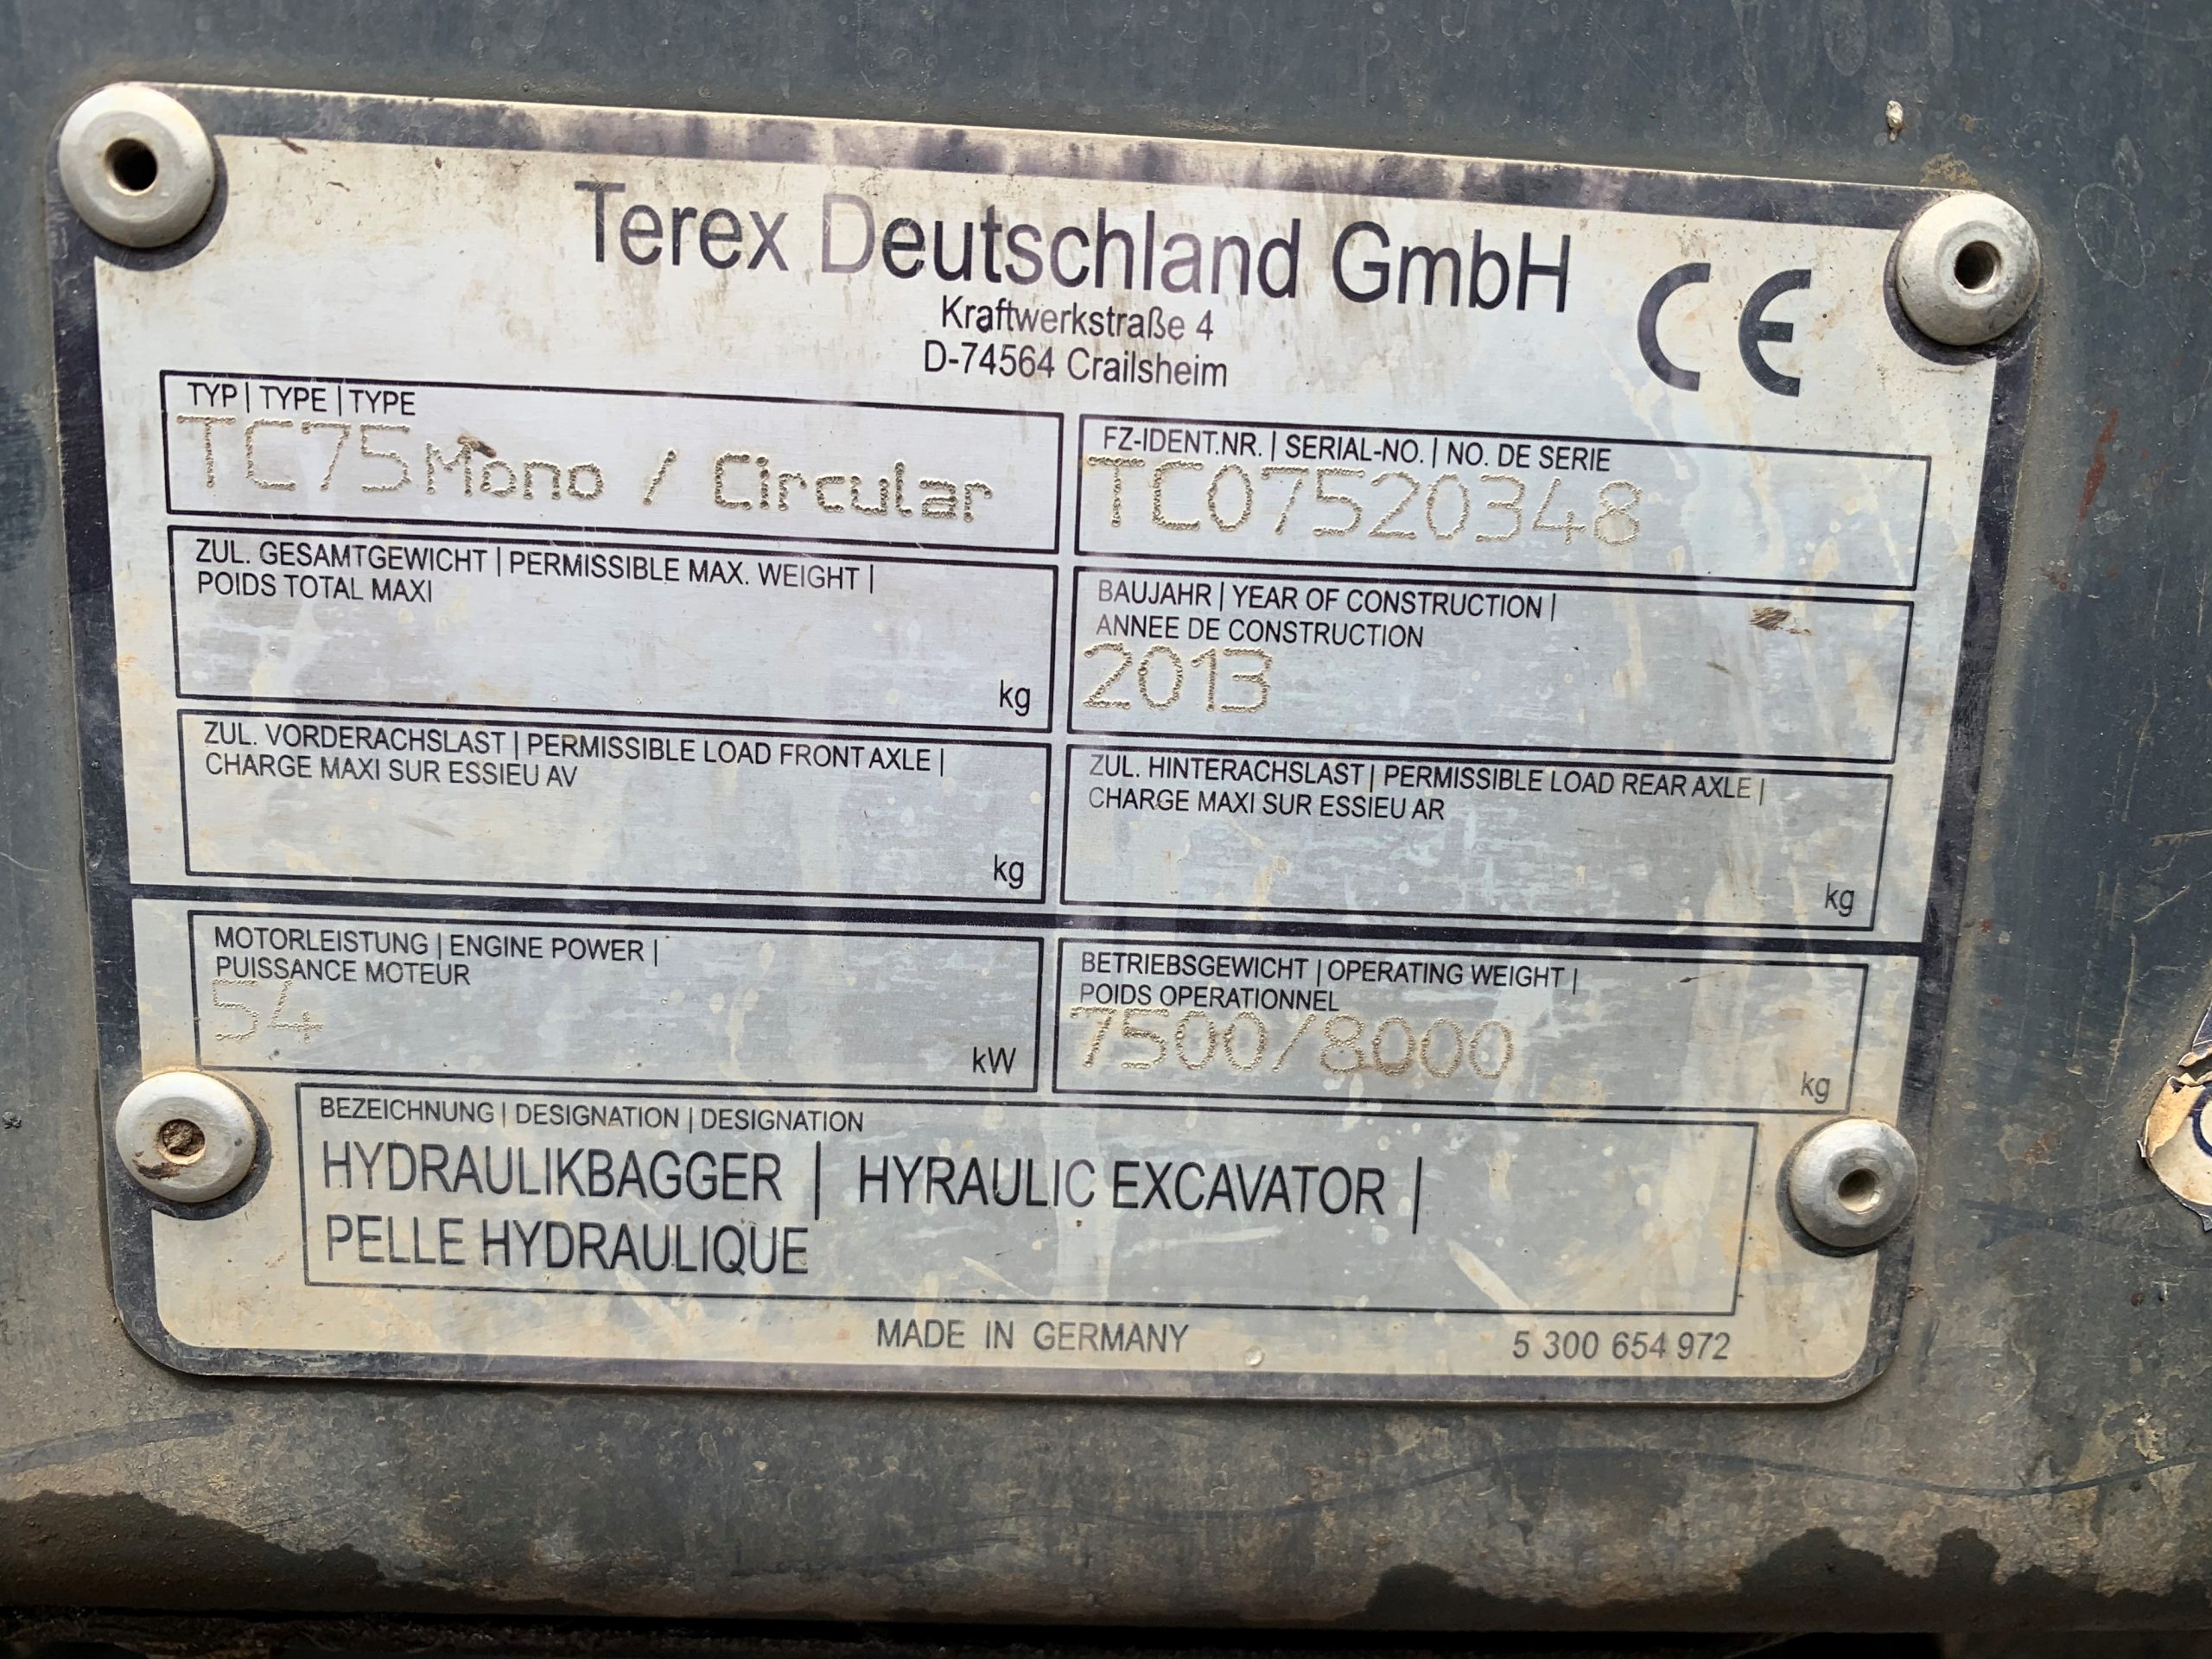 Terex Deutschland GmbH
Kraftwerkstraße 4
D-74564 Crailsheim
CE
TYP | TYPE | TYPE
TC75 Mono / Circular
FZ-IDENT.NR. | SERIAL-NO. | NO. DE SERIE
TC07520348
ZUL. GESAMTGEWICHT | PERMISSIBLE MAX. WEIGHT |
POIDS TOTAL MAXI
kg
BAUJAHR | YEAR OF CONSTRUCTION |
ANNEE DE CONSTRUCTION
2013
ZUL. VORDERACHSLAST | PERMISSIBLE LOAD FRONT AXLE |
CHARGE MAXI SUR ESSIEU AV
kg
ZUL. HINTERACHSLAST | PERMISSIBLE LOAD REAR AXLE |
CHARGE MAXI SUR ESSIEU AR
kg
MOTORLEISTUNG | ENGINE POWER |
PUISSANCE MOTEUR
54
kW
BETRIEBSGEWICHT | OPERATING WEIGHT |
POIDS OPERATIONNEL
7500/8000
kg
BEZEICHNUNG | DESIGNATION | DESIGNATION
HYDRAULIKBAGGER | HYRAULIC EXCAVATOR |
PELLE HYDRAULIQUE
MADE IN GERMANY
5 300 654 972